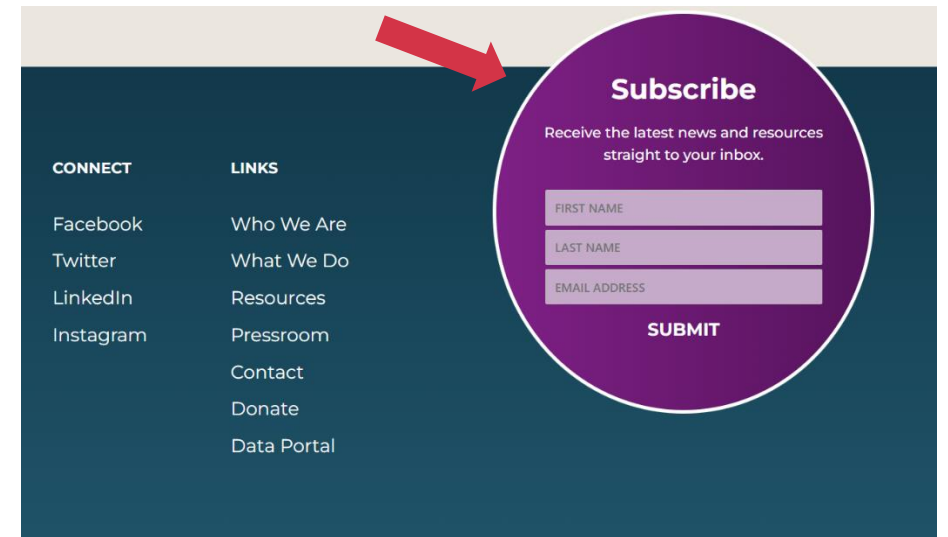 CONNECT
Facebook
Twitter
LinkedIn
Instagram
LINKS
Who We Are
What We Do
Resources
Pressroom
Contact
Donate
Data Portal
Subscribe
Receive the latest news and resources
straight to your inbox.
FIRST NAME
LAST NAME
EMAIL ADDRESS
SUBMIT